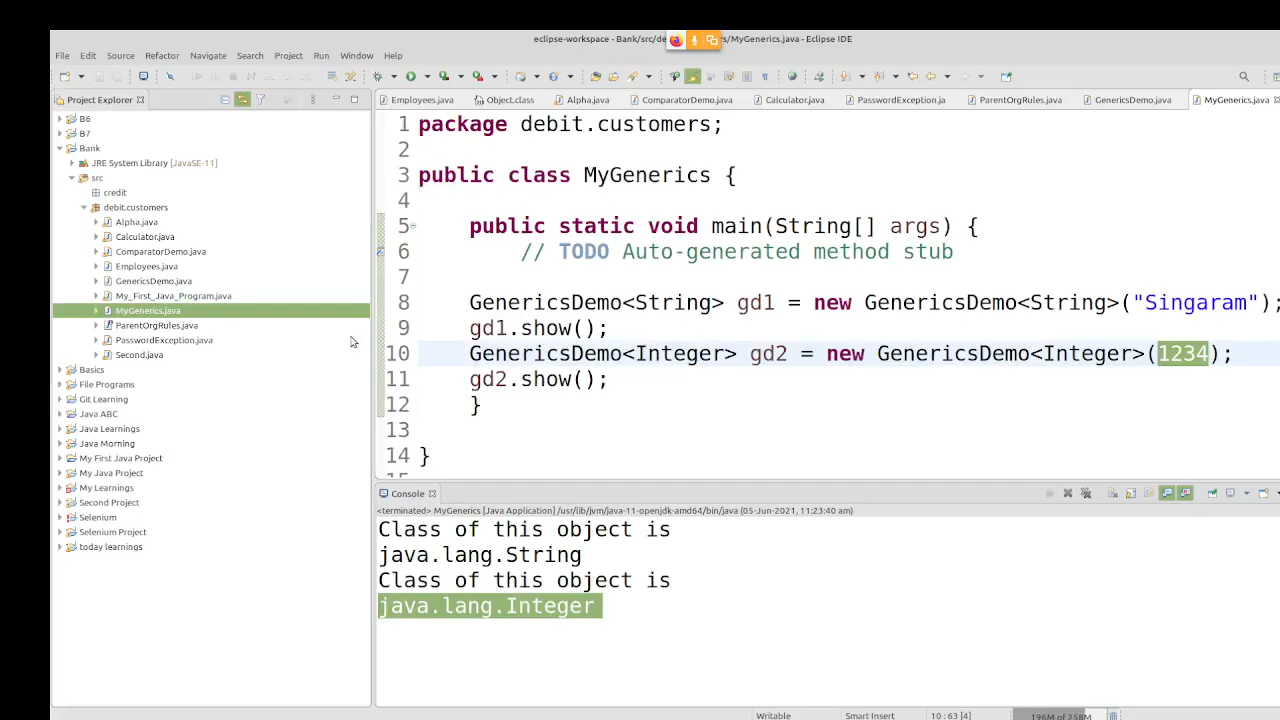 eclipse-workspace - Bank/src/de rs/MyGenerics.java - Eclipse IDE
File Edit Source Refactor Navigate Search Project Run Window Help
Project Explorer
Employees.java Object.class Alpha.java ComparatorDemo.java Calculator.java PasswordException.ja ParentOrgRules.java GenericsDemo.java MyGenerics.java
B6
B7
Bank
JRE System Library [JavaSE-11]
src
credit
debit.customers
Alpha.java
Calculator.java
ComparatorDemo.java
Employees.java
GenericsDemo.java
My_First_Java_Program.java
MyGenerics.java
ParentOrgRules.java
PasswordException.java
Second.java
Basics
File Programs
Git Learning
Java ABC
Java Learnings
Java Morning
My First Java Project
My Java Project
My Learnings
Second Project
Selenium
Selenium Project
today learnings
1 package debit.customers;
2
3 public class MyGenerics {
4
5 public static void main(String[] args) {
6 // TODO Auto-generated method stub
7
8 GenericsDemo<String> gd1 = new GenericsDemo<String>("Singaram");
9 gd1.show();
10 GenericsDemo<Integer> gd2 = new GenericsDemo<Integer>(1234);
11 gd2.show();
12 }
13
14 }
Console
<terminated> MyGenerics [Java Application] /usr/lib/jvm/java-11-openjdk-amd64/bin/java (05-Jun-2021, 11:23:40 am)
Class of this object is
java.lang.String
Class of this object is
java.lang.Integer
Writable Smart Insert 10 : 63 [4] 196M of 258M